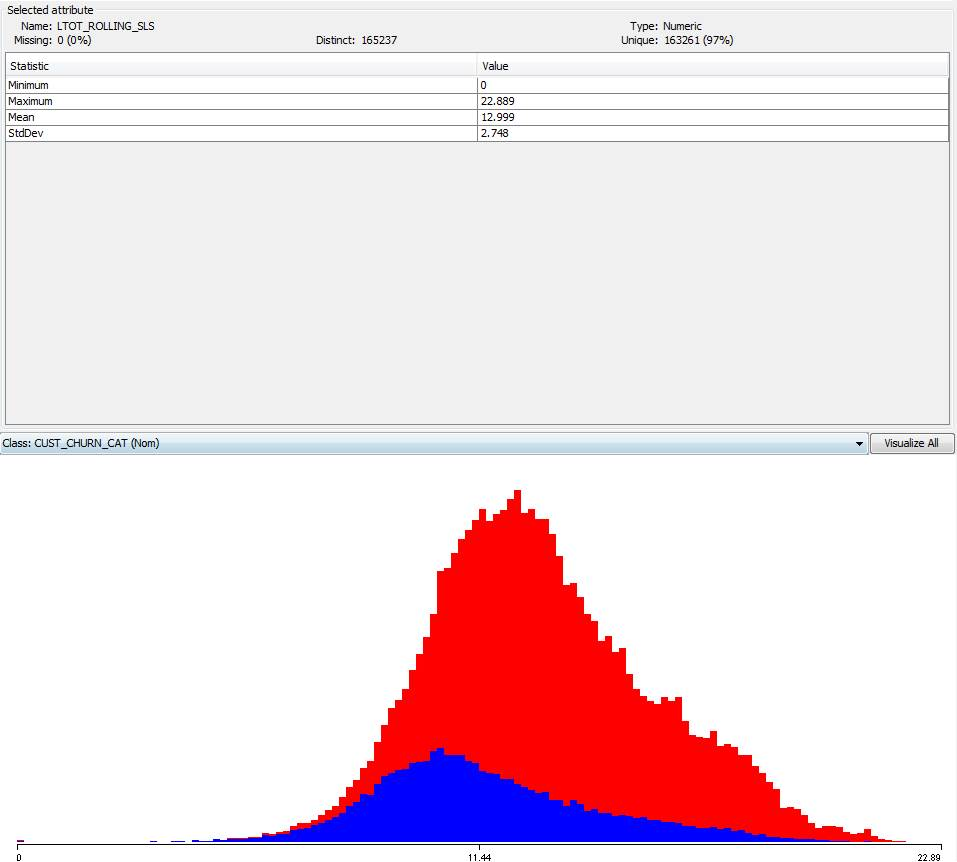 Selected attribute
Name: LTOT_ROLLING_SLS Type: Numeric
Missing: 0 (0%) Distinct: 165237 Unique: 163261 (97%)
Statistic Value
Minimum 0
Maximum 22.889
Mean 12.999
StdDev 2.748
Class: CUST_CHURN_CAT (Nom) Visualize All
0 11.44 22.89